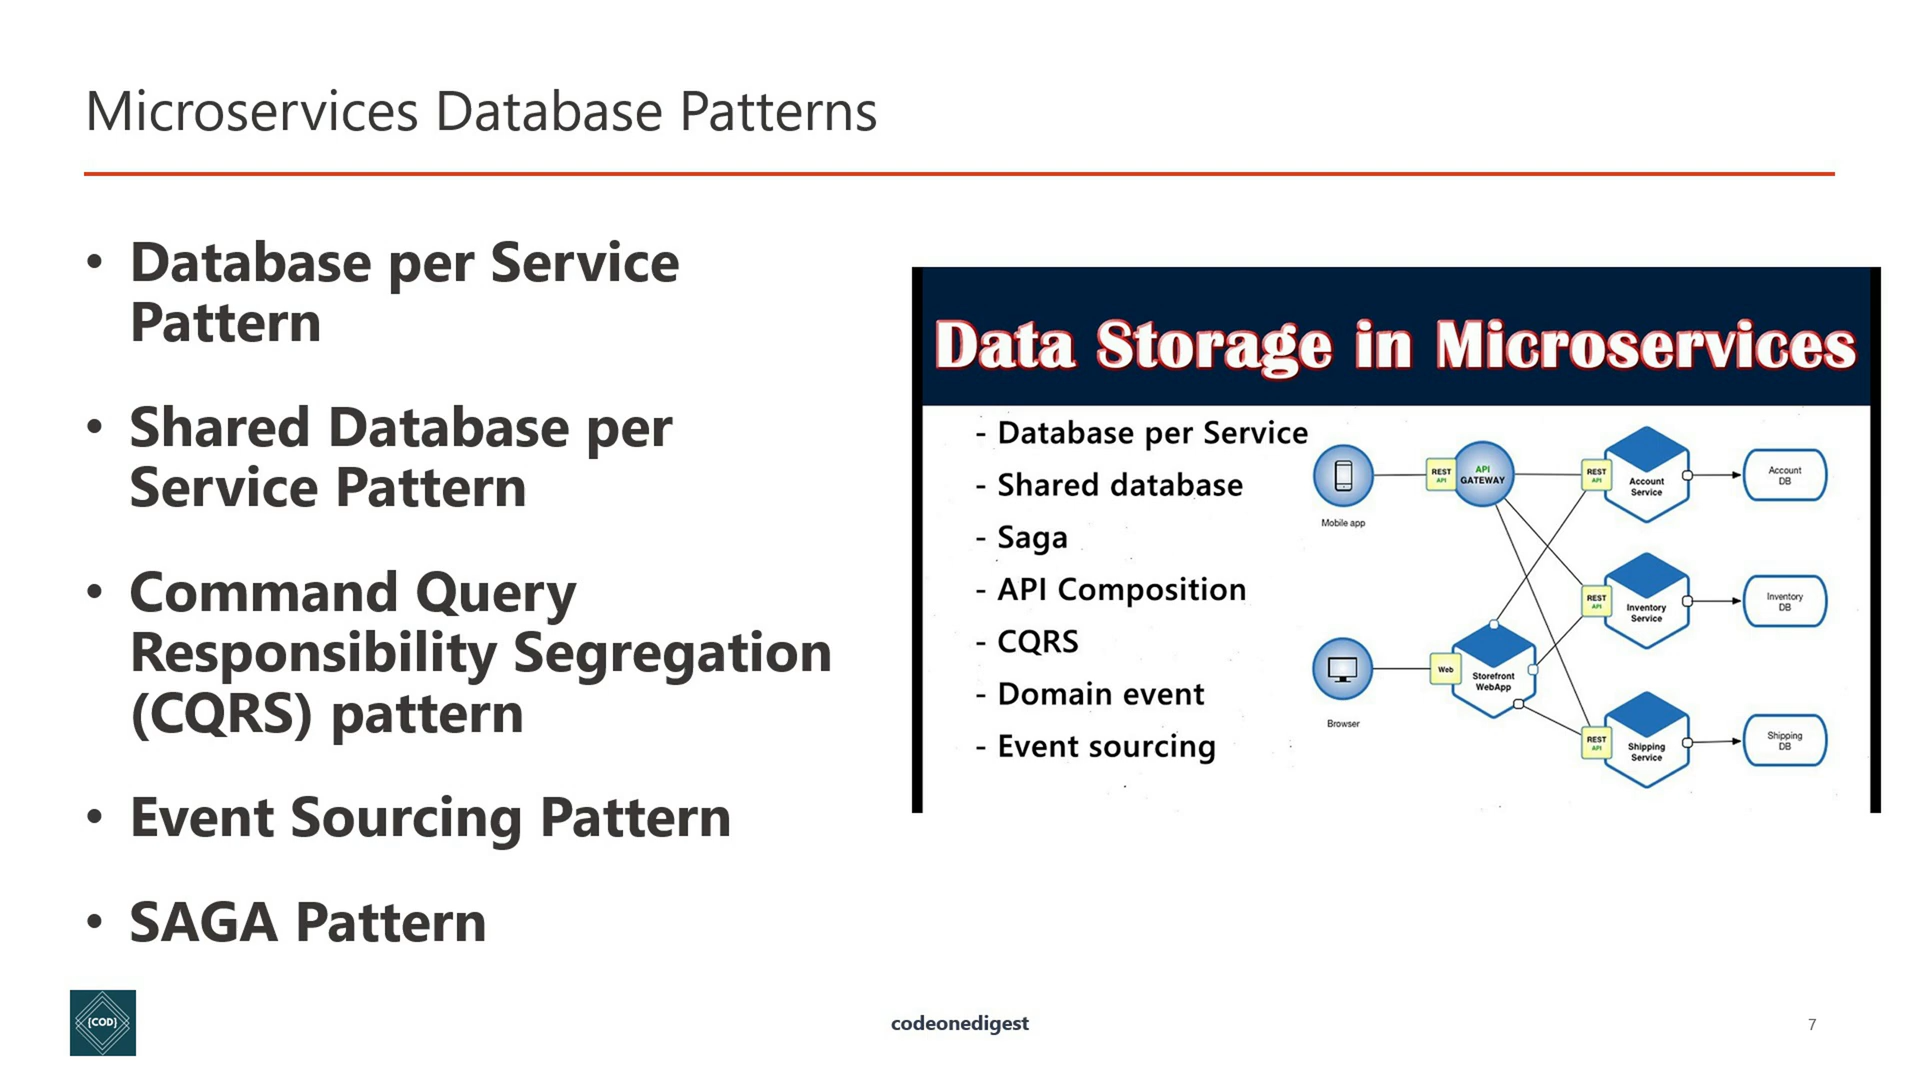 Microservices Database Patterns
• Database per Service
Pattern
• Shared Database per
Service Pattern
• Command Query
Responsibility Segregation
(CQRS) pattern
• Event Sourcing Pattern
• SAGA Pattern
Data Storage in Microservices
- Database per Service
- Shared database
- Saga
- API Composition
- CQRS
- Domain event
- Event sourcing
Mobile app
REST
API
API
GATEWAY
REST
API
Account
Service
Account
DB
REST
API
Inventory
Service
Inventory
DB
Browser
Web
Storefront
WebApp
REST
API
Shipping
Service
Shipping
DB
{COD}
codeonedigest
7